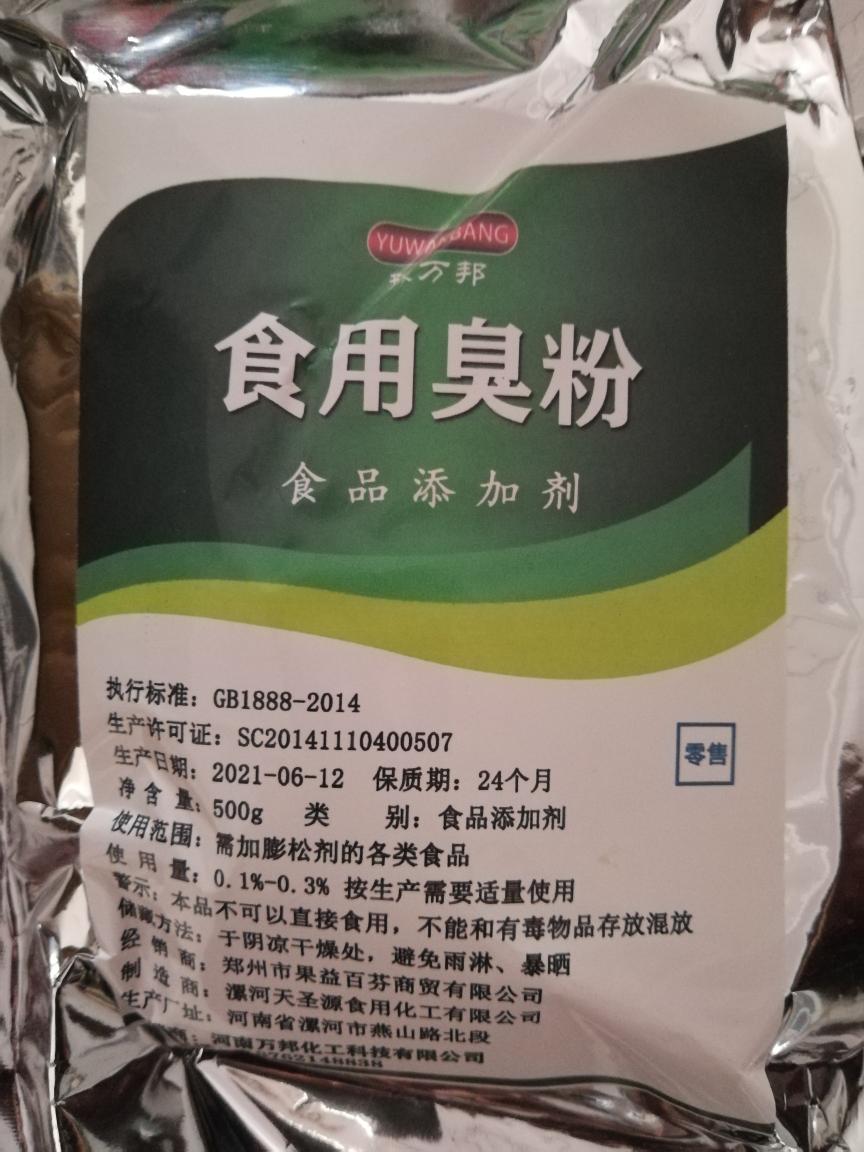 YUWANBANG
万邦
食用臭粉
食品添加剂
执行标准：GB1888-2014
生产许可证：SC20141110400507
生产日期：2021-06-12 保质期：24个月
净含量：500g 类 别：食品添加剂
零售
使用范围：需加膨松剂的各类食品
使用量：0.1%-0.3% 按生产需要适量使用
警示：本品不可以直接食用，不能和有毒物品存放混放
储藏方法：于阴凉干燥处，避免雨淋、暴晒
经销商：郑州市果益百芬商贸有限公司
制造商：漯河天圣源食用化工有限公司
生产厂址：河南省漯河市燕山路北段
商：河南万邦化工科技有限公司